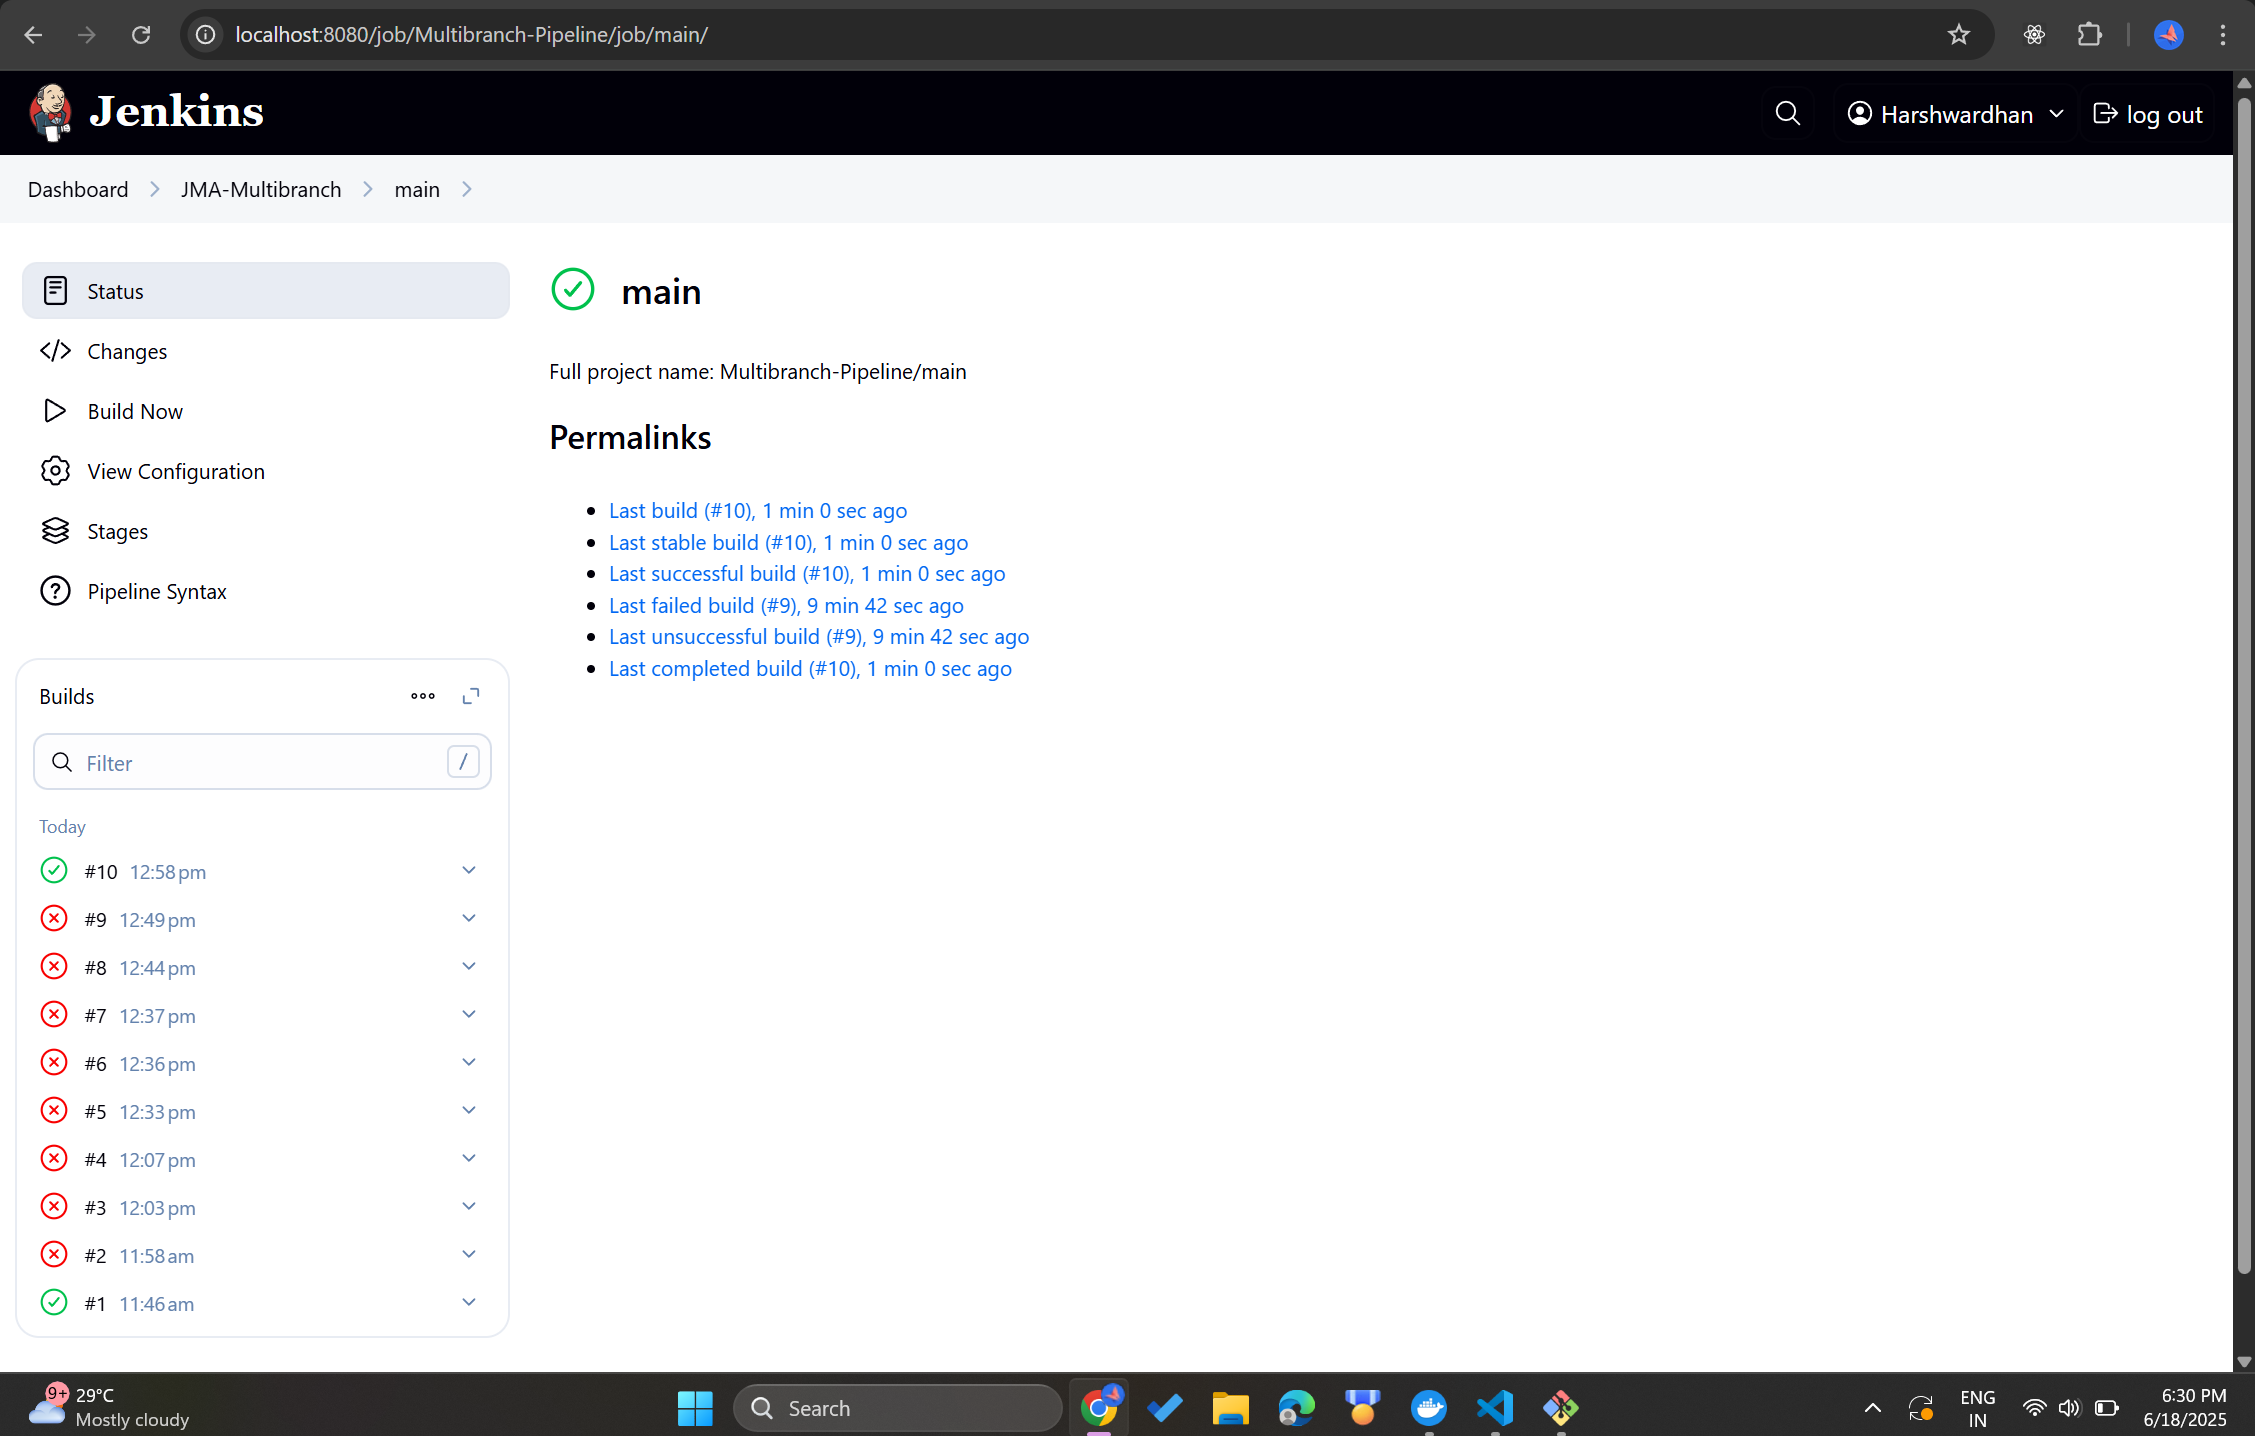 localhost:8080/job/Multibranch-Pipeline/job/main/
Jenkins
Harshwardhan
log out
Dashboard
JMA-Multibranch
main
Status
Changes
Build Now
View Configuration
Stages
Pipeline Syntax
Builds
Filter
/
Today
#10 12:58 pm
#9 12:49 pm
#8 12:44 pm
#7 12:37 pm
#6 12:36 pm
#5 12:33 pm
#4 12:07 pm
#3 12:03 pm
#2 11:58 am
#1 11:46 am
main
Full project name: Multibranch-Pipeline/main
Permalinks
Last build (#10), 1 min 0 sec ago
Last stable build (#10), 1 min 0 sec ago
Last successful build (#10), 1 min 0 sec ago
Last failed build (#9), 9 min 42 sec ago
Last unsuccessful build (#9), 9 min 42 sec ago
Last completed build (#10), 1 min 0 sec ago
9+
29°C
Mostly cloudy
Search
ENG
IN
6:30 PM
6/18/2025